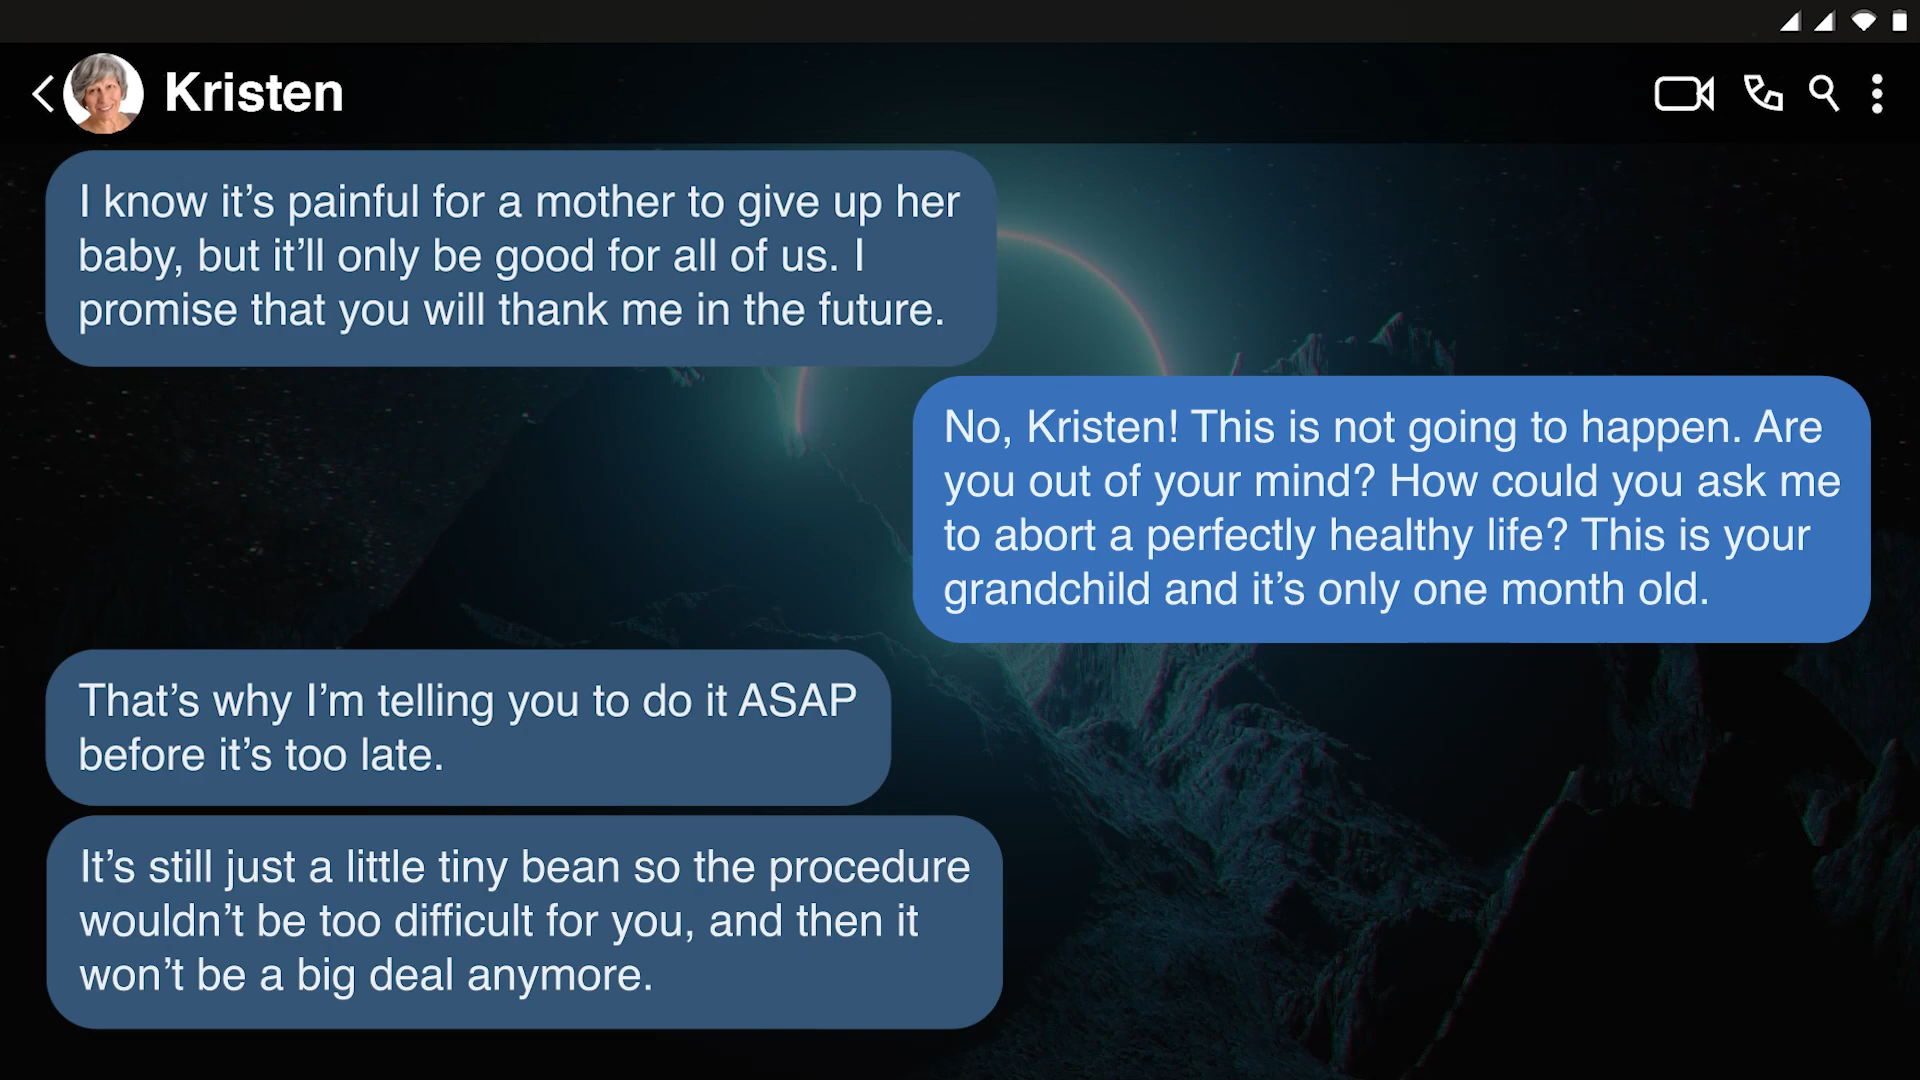 Kristen
I know it’s painful for a mother to give up her
baby, but it’ll only be good for all of us. I
promise that you will thank me in the future.
No, Kristen! This is not going to happen. Are
you out of your mind? How could you ask me
to abort a perfectly healthy life? This is your
grandchild and it’s only one month old.
That’s why I’m telling you to do it ASAP
before it’s too late.
It’s still just a little tiny bean so the procedure
wouldn’t be too difficult for you, and then it
won’t be a big deal anymore.